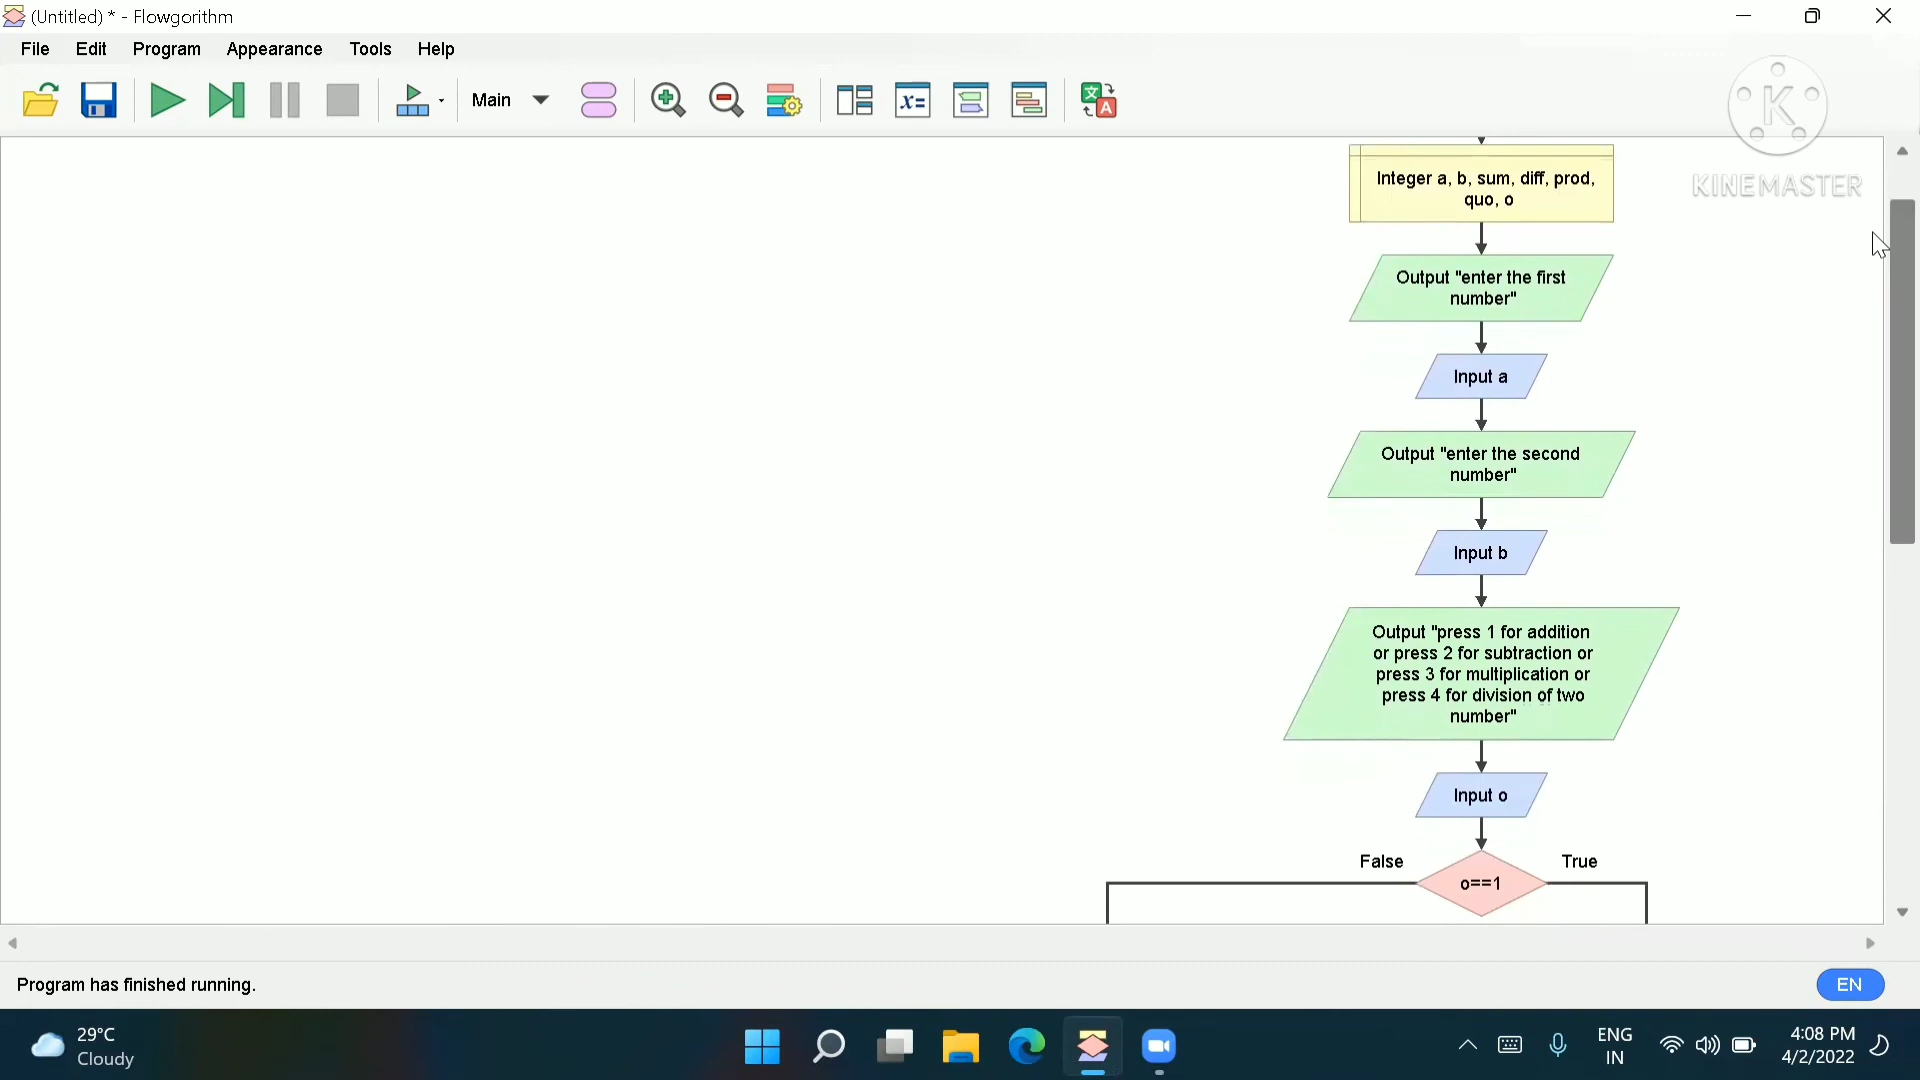 (Untitled) * - Flowgorithm
File Edit Program Appearance Tools Help
Main
x=
文
A
K
KINEMASTER
Integer a, b, sum, diff, prod,
quo, o
Output "enter the first
number"
Input a
Output "enter the second
number"
Input b
Output "press 1 for addition
or press 2 for subtraction or
press 3 for multiplication or
press 4 for division of two
number"
Input o
False
True
o==1
Program has finished running.
EN
29°C
Cloudy
ENG
IN
4:08 PM
4/2/2022